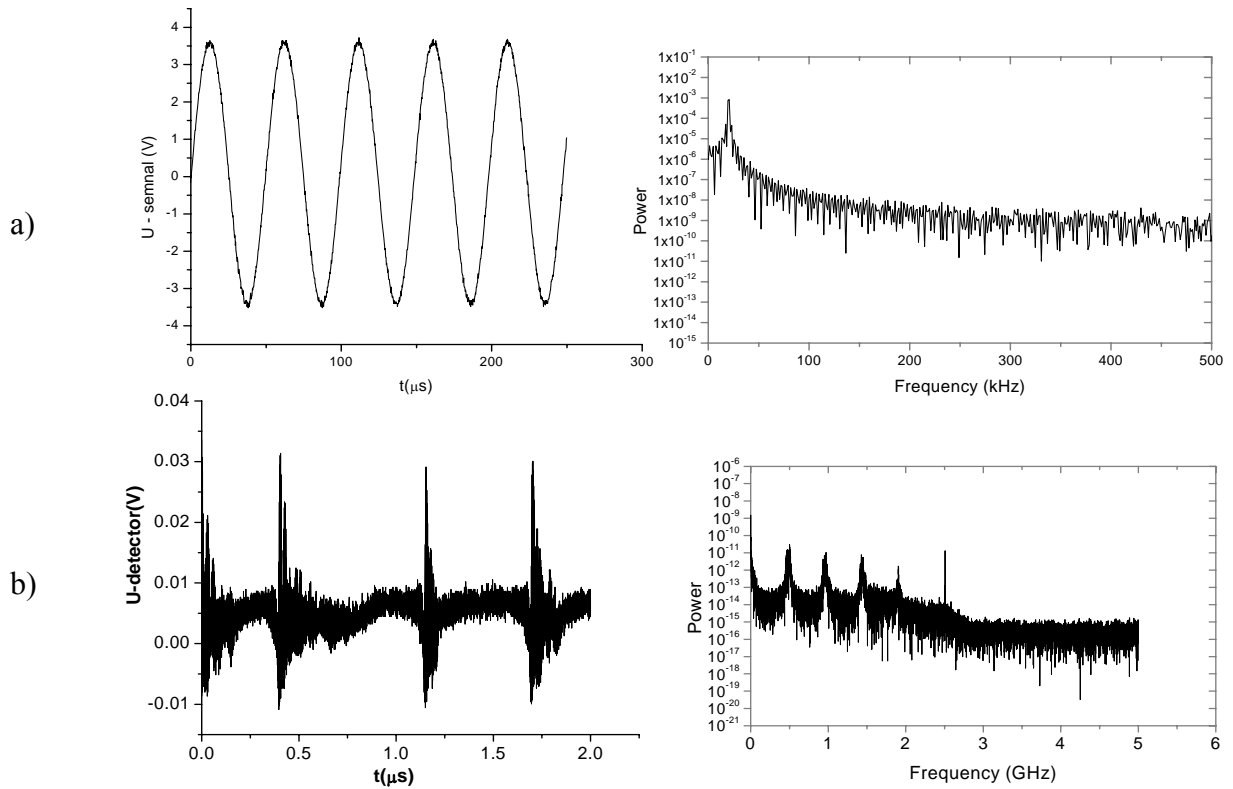 a)
U - semnal (V)
4
3
2
1
0
-1
-2
-3
-4
0 100 200 300
t(μs)
Power
1x10⁻¹
1x10⁻²
1x10⁻³
1x10⁻⁴
1x10⁻⁵
1x10⁻⁶
1x10⁻⁷
1x10⁻⁸
1x10⁻⁹
1x10⁻¹⁰
1x10⁻¹¹
1x10⁻¹²
1x10⁻¹³
1x10⁻¹⁴
1x10⁻¹⁵
0 100 200 300 400 500
Frequency (kHz)
b)
U-detector(V)
0.04
0.03
0.02
0.01
0.00
-0.01
0.0 0.5 1.0 1.5 2.0
t(μs)
Power
10⁻⁶
10⁻⁷
10⁻⁸
10⁻⁹
10⁻¹⁰
10⁻¹¹
10⁻¹²
10⁻¹³
10⁻¹⁴
10⁻¹⁵
10⁻¹⁶
10⁻¹⁷
10⁻¹⁸
10⁻¹⁹
10⁻²⁰
10⁻²¹
0 1 2 3 4 5 6
Frequency (GHz)